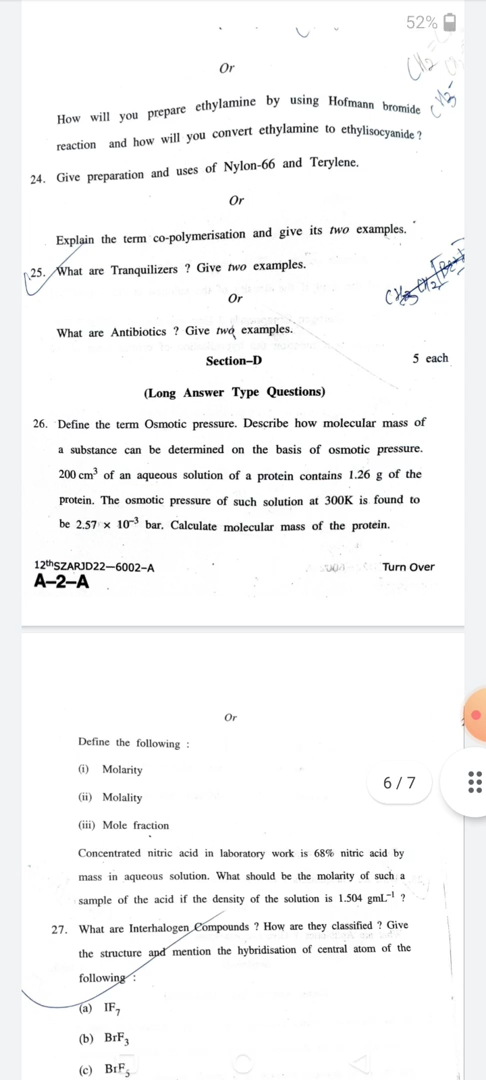 52%
Or
How will you prepare ethylamine by using Hofmann bromide
reaction and how will you convert ethylamine to ethylisocyanide ?
24. Give preparation and uses of Nylon-66 and Terylene.
Or
Explain the term co-polymerisation and give its two examples.
25. What are Tranquilizers ? Give two examples.
Or
What are Antibiotics ? Give two examples.
Section–D 5 each
(Long Answer Type Questions)
26. Define the term Osmotic pressure. Describe how molecular mass of
a substance can be determined on the basis of osmotic pressure.
200 cm³ of an aqueous solution of a protein contains 1.26 g of the
protein. The osmotic pressure of such solution at 300K is found to
be 2.57 × 10⁻³ bar. Calculate molecular mass of the protein.
12thSZARJD22—6002-A Turn Over
A–2–A
Or
Define the following :
(i) Molarity
6 / 7
(ii) Molality
(iii) Mole fraction
Concentrated nitric acid in laboratory work is 68% nitric acid by
mass in aqueous solution. What should be the molarity of such a
sample of the acid if the density of the solution is 1.504 gmL⁻¹ ?
27. What are Interhalogen Compounds ? How are they classified ? Give
the structure and mention the hybridisation of central atom of the
following :
(a) IF₇
(b) BrF₃
(c) BrF₅